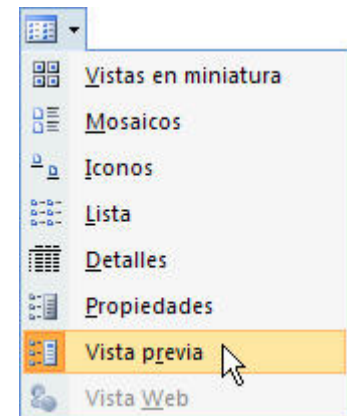 Vistas en miniatura
Mosaicos
Iconos
Lista
Detalles
Propiedades
Vista previa
Vista Web